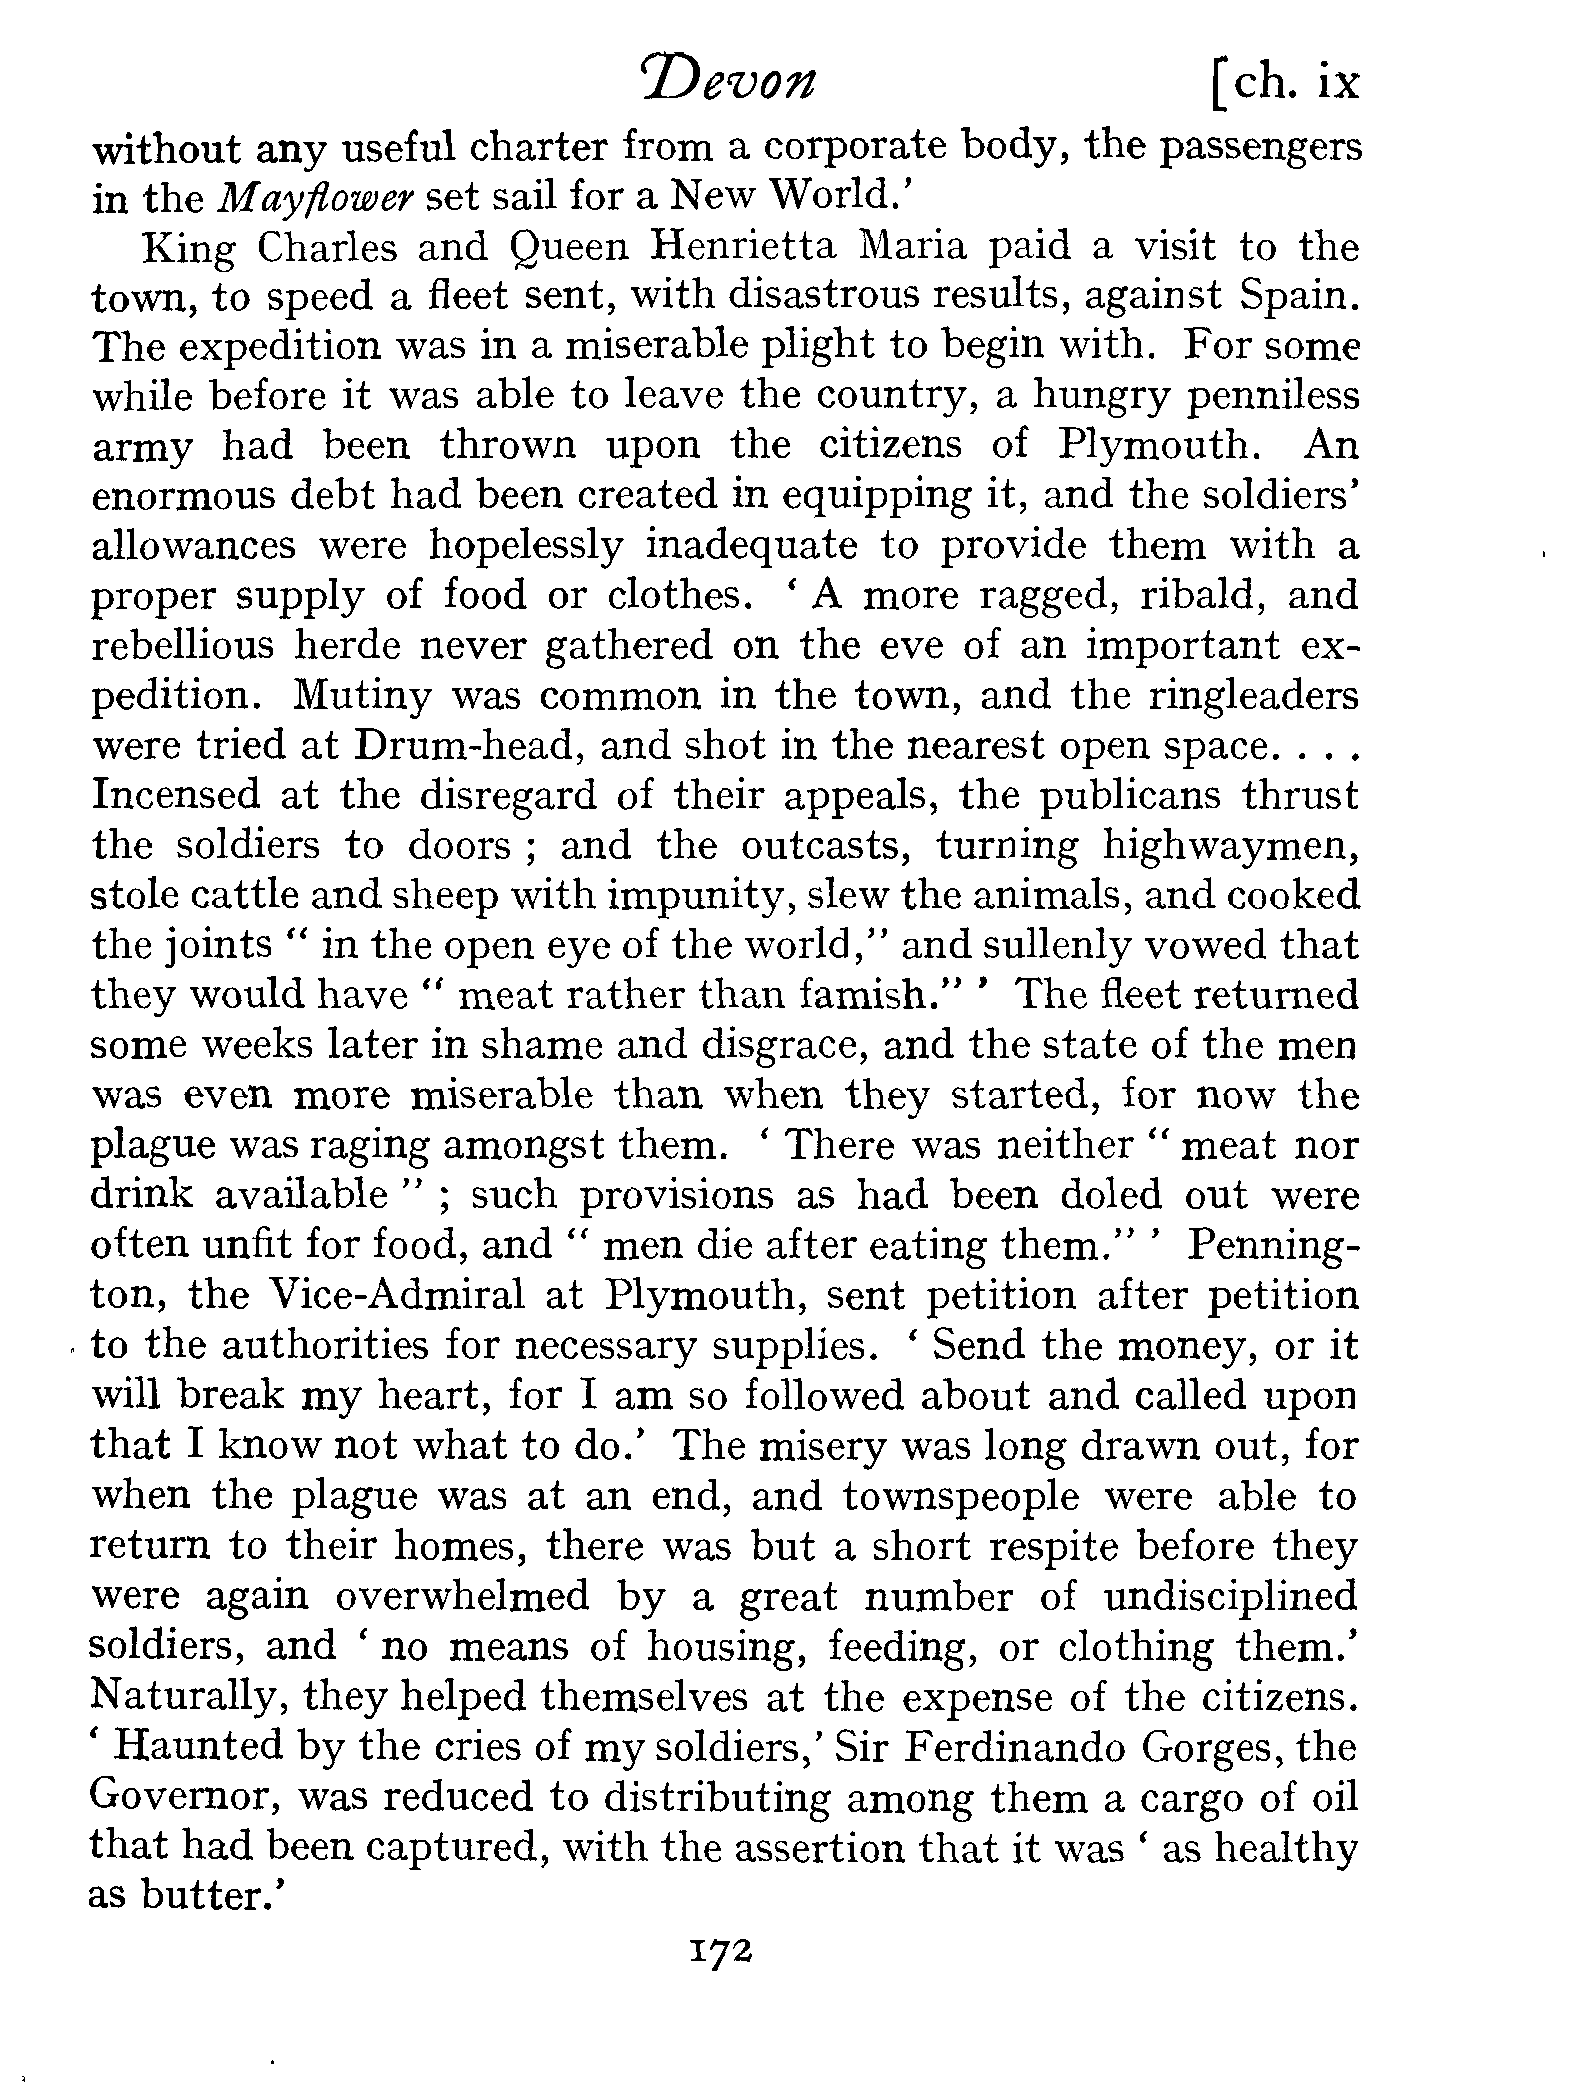 Devon [ch. ix
without any useful charter from a corporate body, the passengers
in the Mayflower set sail for a New World.'
King Charles and Queen Henrietta Maria paid a visit to the
town, to speed a fleet sent, with disastrous results, against Spain.
The expedition was in a miserable plight to begin with. For some
while before it was able to leave the country, a hungry penniless
army had been thrown upon the citizens of Plymouth. An
enormous debt had been created in equipping it, and the soldiers'
allowances were hopelessly inadequate to provide them with a
proper supply of food or clothes. ' A more ragged, ribald, and
rebellious herde never gathered on the eve of an important ex-
pedition. Mutiny was common in the town, and the ringleaders
were tried at Drum-head, and shot in the nearest open space. . . .
Incensed at the disregard of their appeals, the publicans thrust
the soldiers to doors ; and the outcasts, turning highwaymen,
stole cattle and sheep with impunity, slew the animals, and cooked
the joints " in the open eye of the world," and sullenly vowed that
they would have " meat rather than famish." ' The fleet returned
some weeks later in shame and disgrace, and the state of the men
was even more miserable than when they started, for now the
plague was raging amongst them. ' There was neither " meat nor
drink available " ; such provisions as had been doled out were
often unfit for food, and " men die after eating them." ' Penning-
ton, the Vice-Admiral at Plymouth, sent petition after petition
to the authorities for necessary supplies. ' Send the money, or it
will break my heart, for I am so followed about and called upon
that I know not what to do.' The misery was long drawn out, for
when the plague was at an end, and townspeople were able to
return to their homes, there was but a short respite before they
were again overwhelmed by a great number of undisciplined
soldiers, and ' no means of housing, feeding, or clothing them.'
Naturally, they helped themselves at the expense of the citizens.
' Haunted by the cries of my soldiers,' Sir Ferdinando Gorges, the
Governor, was reduced to distributing among them a cargo of oil
that had been captured, with the assertion that it was ' as healthy
as butter.'
172